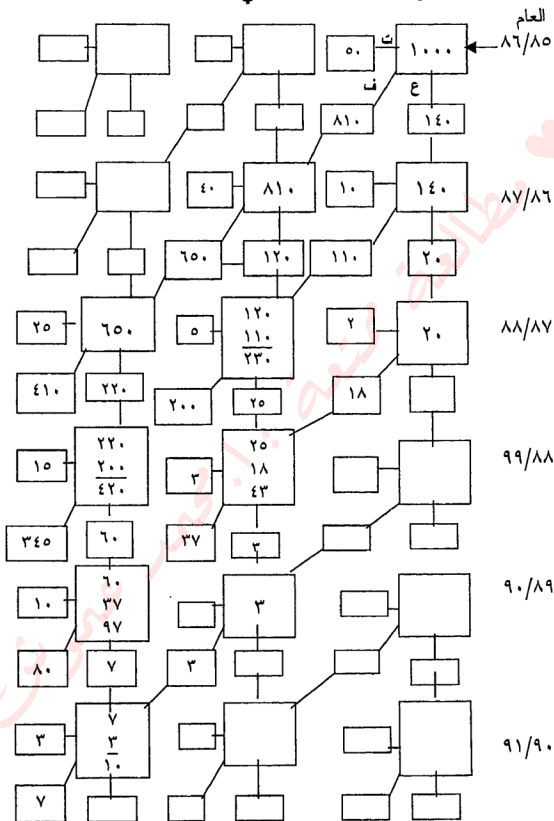 العام
٨٦/٨٥
١٠٠٠ ت ٥٠
ف ع
١٤٠ ٨١٠
٨٧/٨٦
١٤٠ ١٠ ٨١٠ ٤٠
٢٠ ١١٠ ١٢٠ ٦٥٠
٨٨/٨٧
٢٠ ٢ ١٢٠ ٥ ٦٥٠ ٢٥
١١٠
٢٣٠
١٨ ٢٥ ٢٠٠ ٢٢٠ ٤١٠
٩٩/٨٨
٢٥ ٣ ٢٢٠ ١٥
١٨ ٢٠٠
٤٣ ٤٢٠
٣ ٣٧ ٦٠ ٣٤٥
٩٠/٨٩
٣ ٦٠ ١٠
٣٧
٩٧
٣ ٧ ٨٠
٩١/٩٠
٧ ٣
٣
١٠
٧